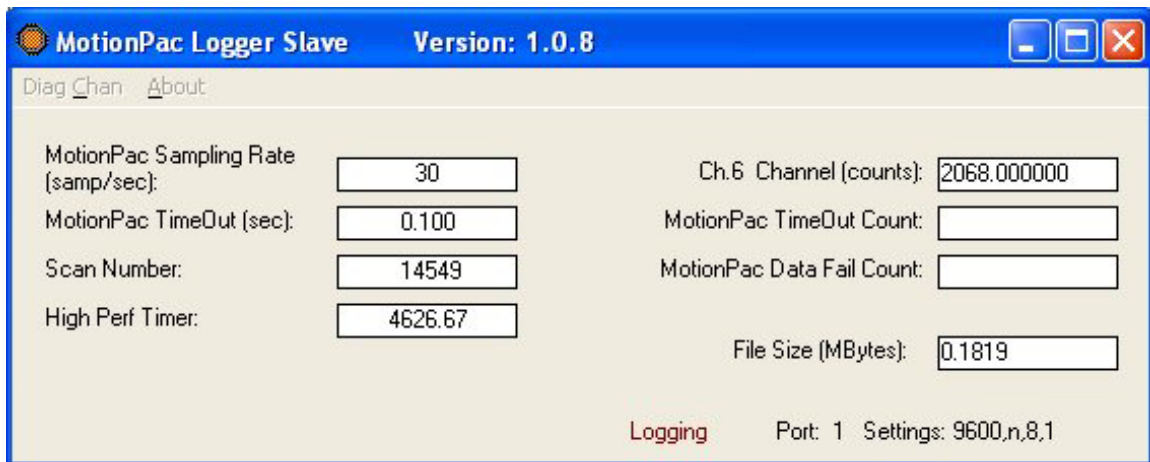 MotionPac Logger Slave Version: 1.0.8
Diag Chan About
MotionPac Sampling Rate
(samp/sec): 30
Ch.6 Channel (counts): 2068.000000
MotionPac TimeOut (sec): 0.100
MotionPac TimeOut Count:
Scan Number: 14549
MotionPac Data Fail Count:
High Perf Timer: 4626.67
File Size (MBytes): 0.1819
Logging Port: 1 Settings: 9600,n,8,1